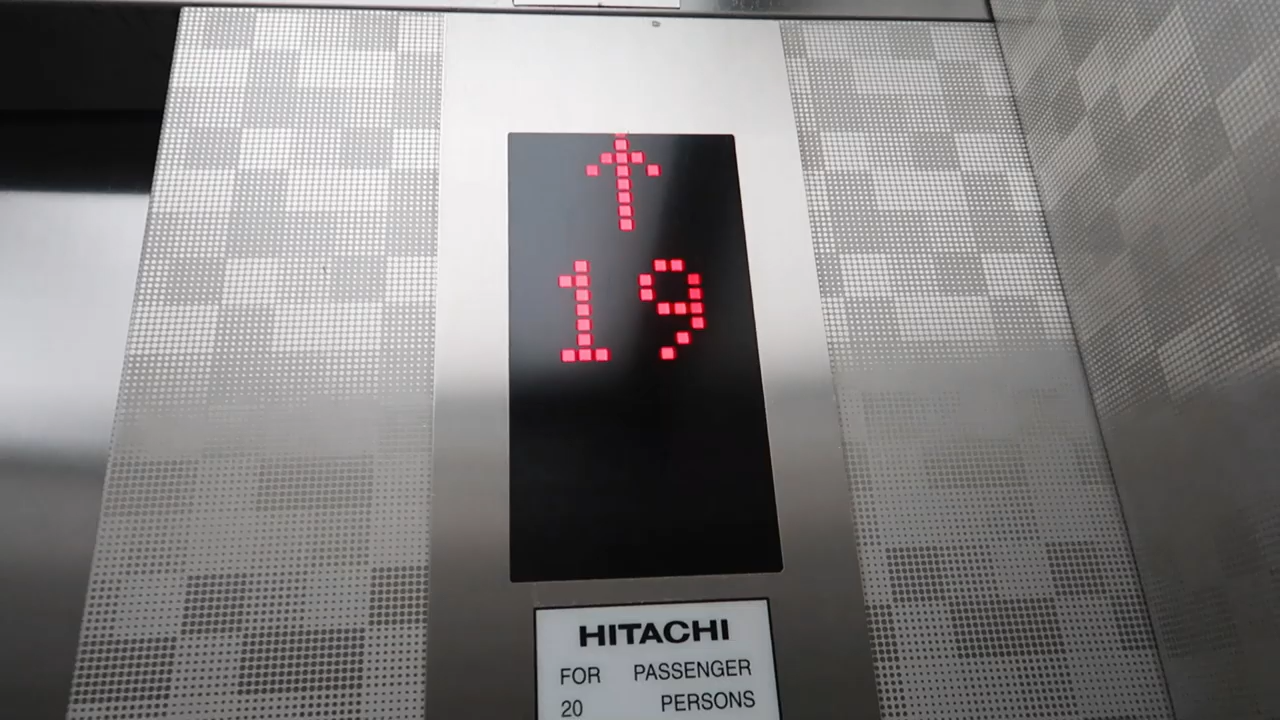 ↑
19
HITACHI
FOR PASSENGER
20 PERSONS